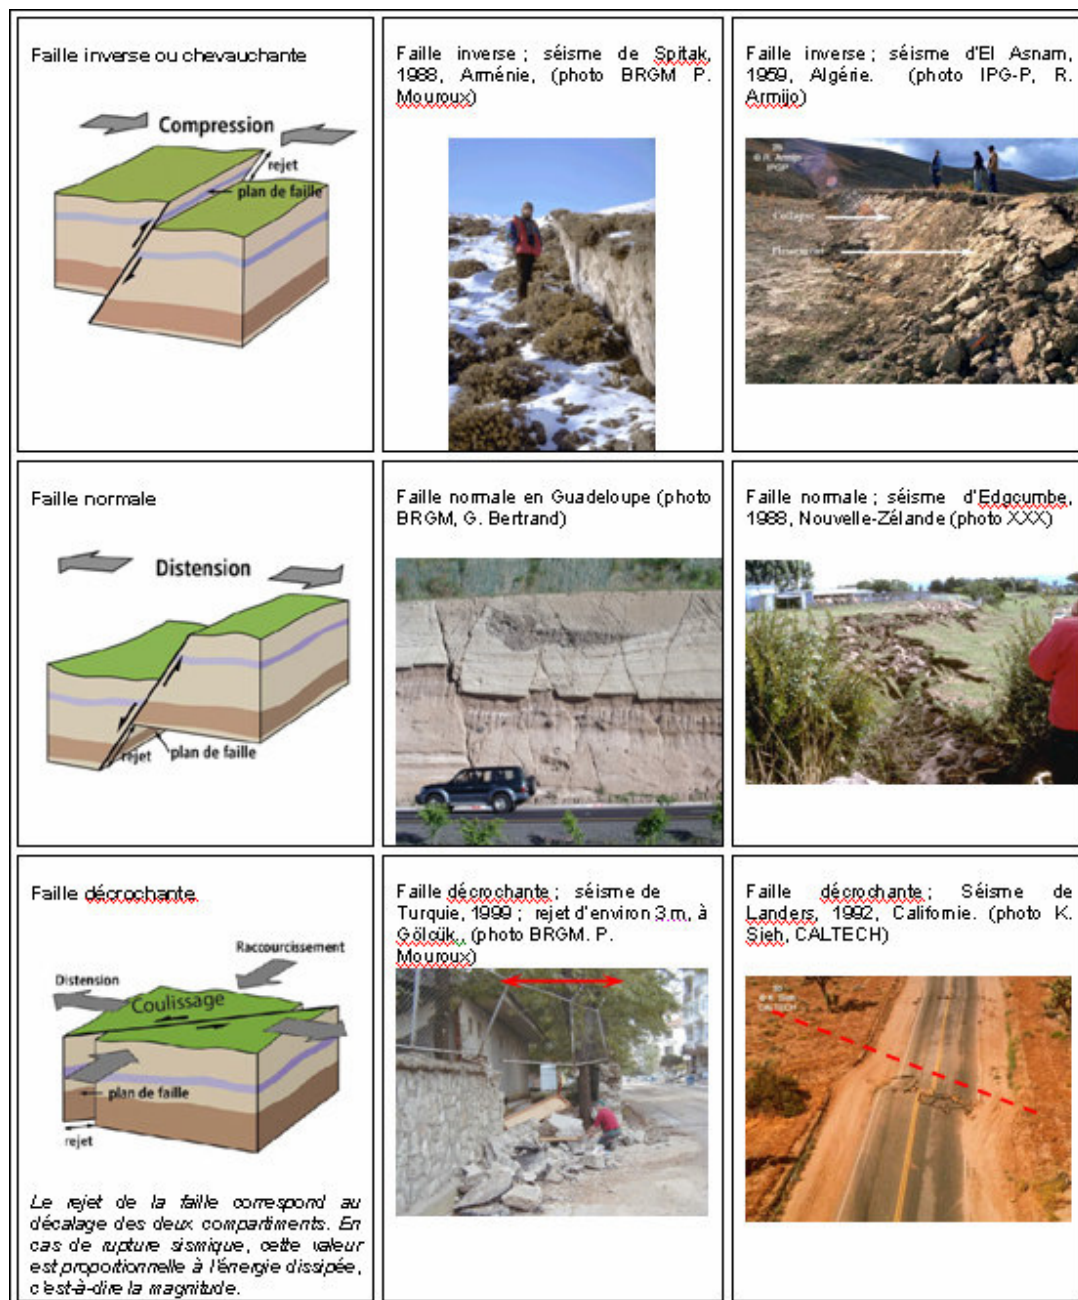 Faille inverse ou chevauchante
Compression
rejet
plan de faille
Faille inverse ; séisme de Spitak,
1988, Arménie, (photo BRGM P.
Mouroux)
Faille inverse ; séisme d'El Asnam,
1959, Algérie. (photo IPG-P, R.
Armijo)
© R. Armijo
IPGP
Collapse
Faille normale
Distension
rejet
plan de faille
Faille normale en Guadeloupe (photo
BRGM, G. Bertrand)
Faille normale ; séisme d'Edgcumbe,
1988, Nouvelle-Zélande (photo XXX)
Faille décrochante
Raccourcissement
Distension
Coulissage
plan de faille
rejet
Le rejet de la faille correspond au
décalage des deux compartiments. En
cas de rupture sismique, cette valeur
est proportionnelle à l'énergie dissipée,
c'est-à-dire la magnitude.
Faille décrochante ; séisme de
Turquie, 1999 ; rejet d'environ 3 m, à
Gölcük., (photo BRGM. P.
Mouroux)
Faille décrochante ; Séisme de
Landers, 1992, Californie. (photo K.
Sieh, CALTECH)
© K. Sieh
CALTECH